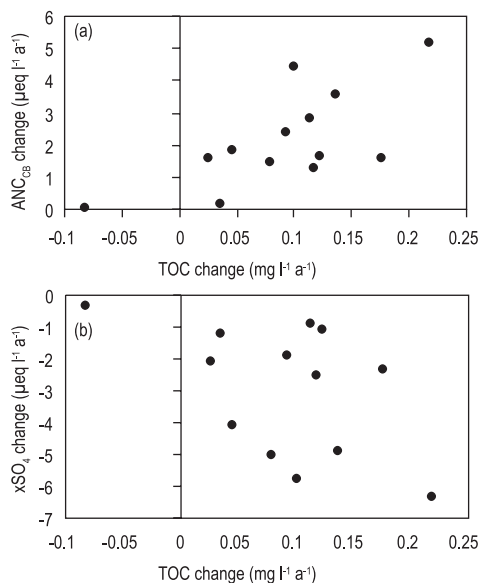 6
(a)
5
4
3
2
1
0
ANC_CB change (µeq l⁻¹ a⁻¹)
-0.1 -0.05 0 0.05 0.1 0.15 0.2 0.25
TOC change (mg l⁻¹ a⁻¹)
0
(b)
-1
-2
-3
-4
-5
-6
-7
xSO₄ change (µeq l⁻¹ a⁻¹)
-0.1 -0.05 0 0.05 0.1 0.15 0.2 0.25
TOC change (mg l⁻¹ a⁻¹)